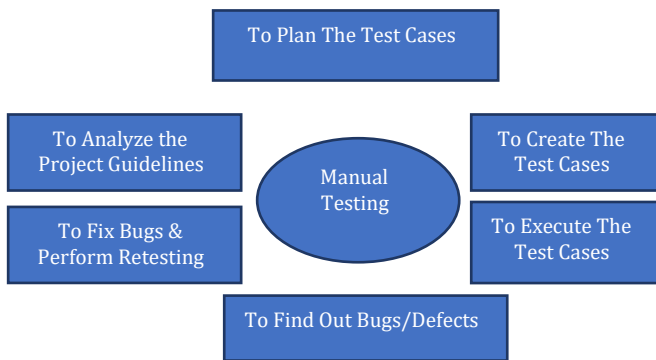 To Plan The Test Cases
To Analyze the
Project Guidelines
To Create The
Test Cases
Manual
Testing
To Fix Bugs &
Perform Retesting
To Execute The
Test Cases
To Find Out Bugs/Defects